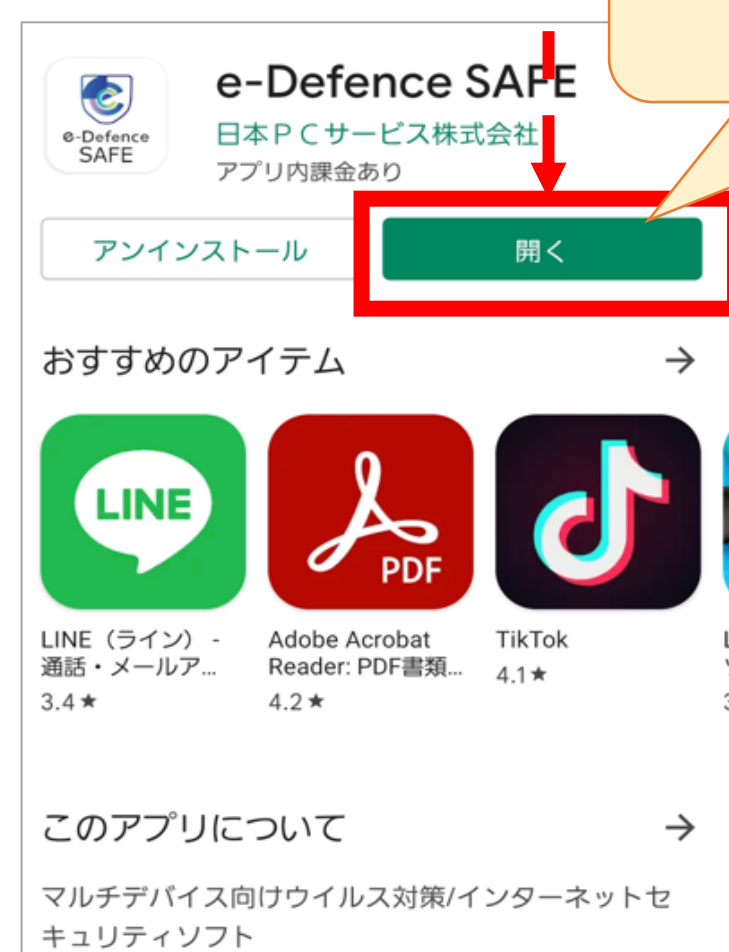 e-Defence SAFE
e-Defence
SAFE
日本ＰＣサービス株式会社
アプリ内課金あり
アンインストール
開く
おすすめのアイテム
LINE
PDF
LINE（ライン） -
通話・メールア...
3.4★
Adobe Acrobat
Reader: PDF書類...
4.2★
TikTok
4.1★
このアプリについて
マルチデバイス向けウイルス対策/インターネットセ
キュリティソフト